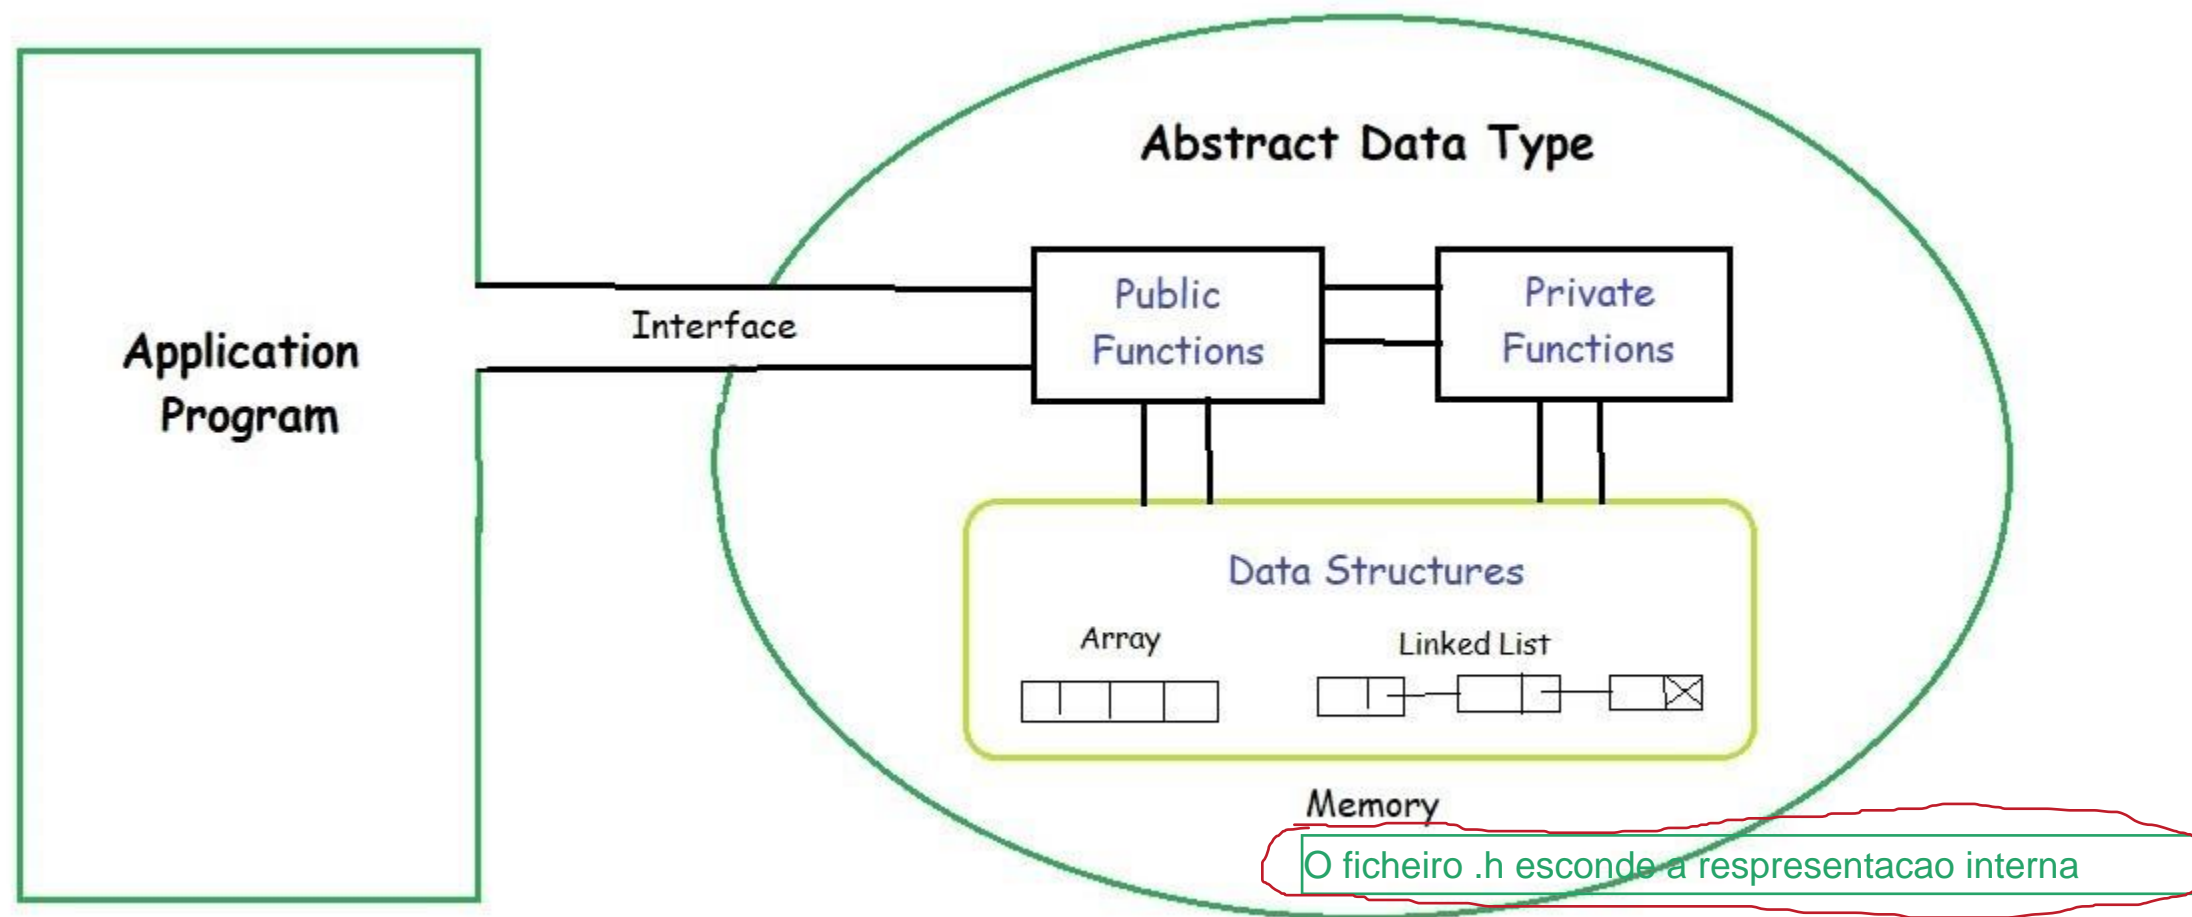 Abstract Data Type
Application
Program
Interface
Public
Functions
Private
Functions
Data Structures
Array
Linked List
Memory
O ficheiro .h esconde a respresentacao interna